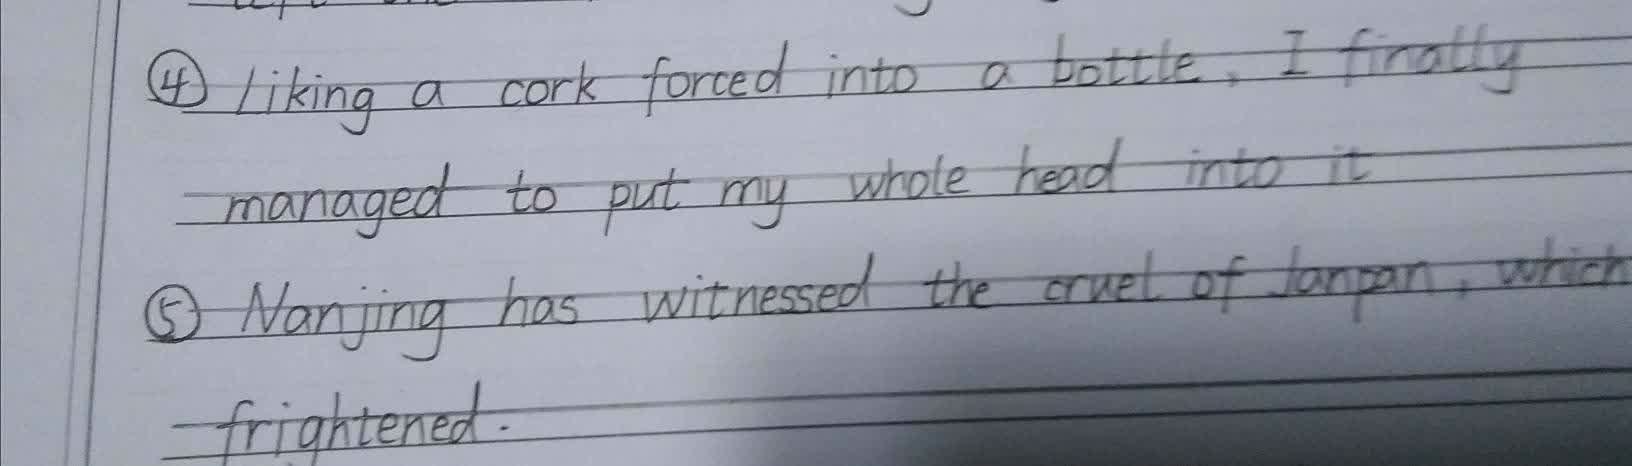 ④ Liking a cork forced into a bottle, I finally
managed to put my whole head into it
⑤ Nanjing has witnessed the cruel of Janpan, which
frightened.